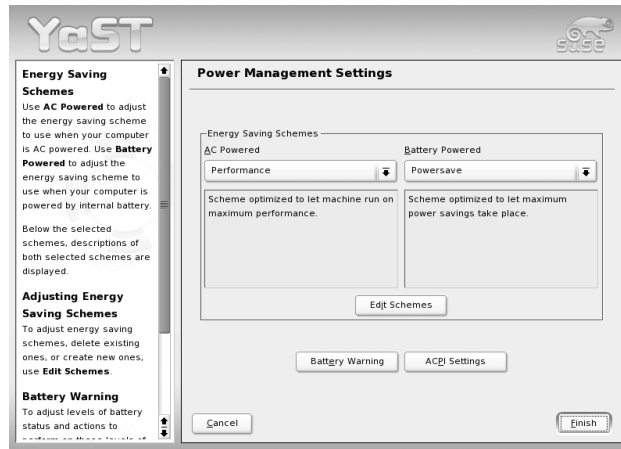 YaST
SUSE
Energy Saving
Schemes
Use AC Powered to adjust
the energy saving scheme
to use when your computer
is AC powered. Use Battery
Powered to adjust the
energy saving scheme to
use when your computer is
powered by internal battery.
Below the selected
schemes, descriptions of
both selected schemes are
displayed.
Adjusting Energy
Saving Schemes
To adjust energy saving
schemes, delete existing
ones, or create new ones,
use Edit Schemes.
Battery Warning
To adjust levels of battery
status and actions to
Power Management Settings
Energy Saving Schemes
AC Powered
Performance
Scheme optimized to let machine run on
maximum performance.
Battery Powered
Powersave
Scheme optimized to let maximum
power savings take place.
Edit Schemes
Battery Warning
ACPI Settings
Cancel
Finish